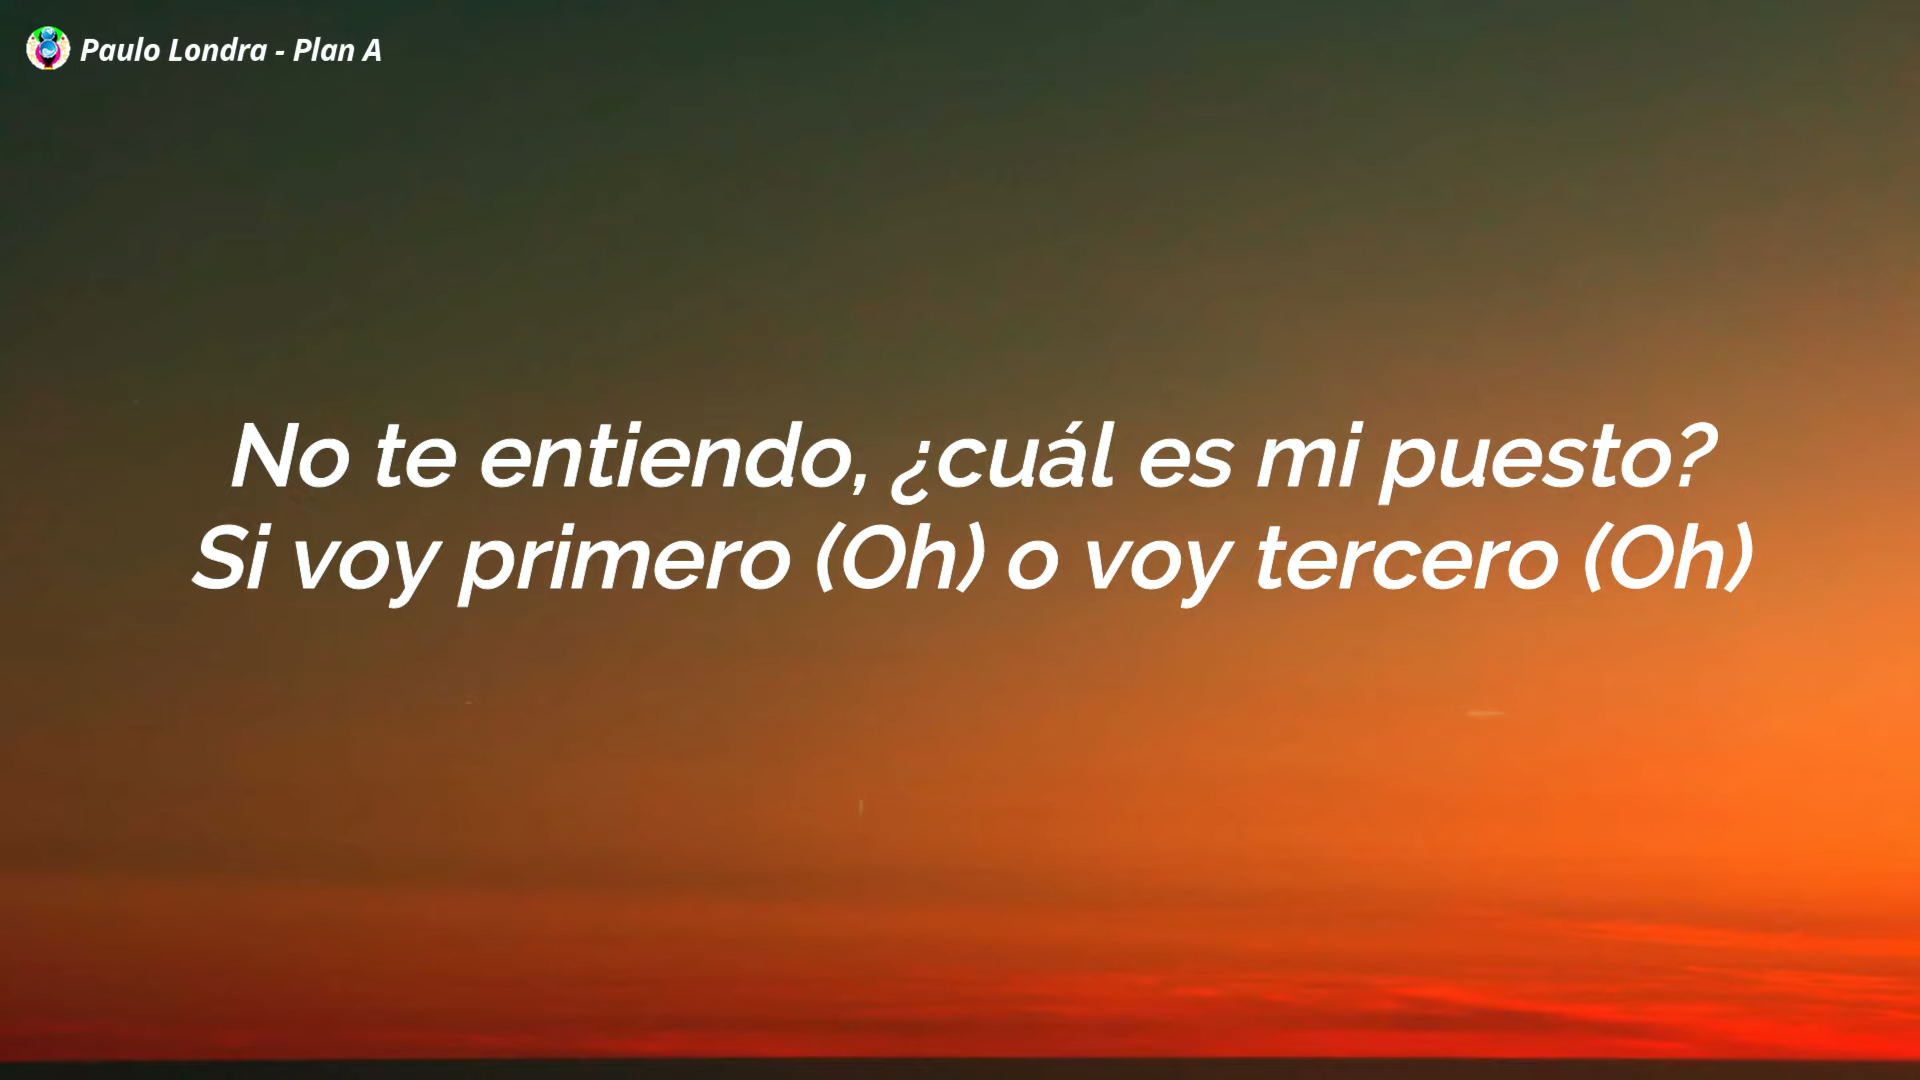 Paulo Londra - Plan A
No te entiendo, ¿cuál es mi puesto?
Si voy primero (Oh) o voy tercero (Oh)